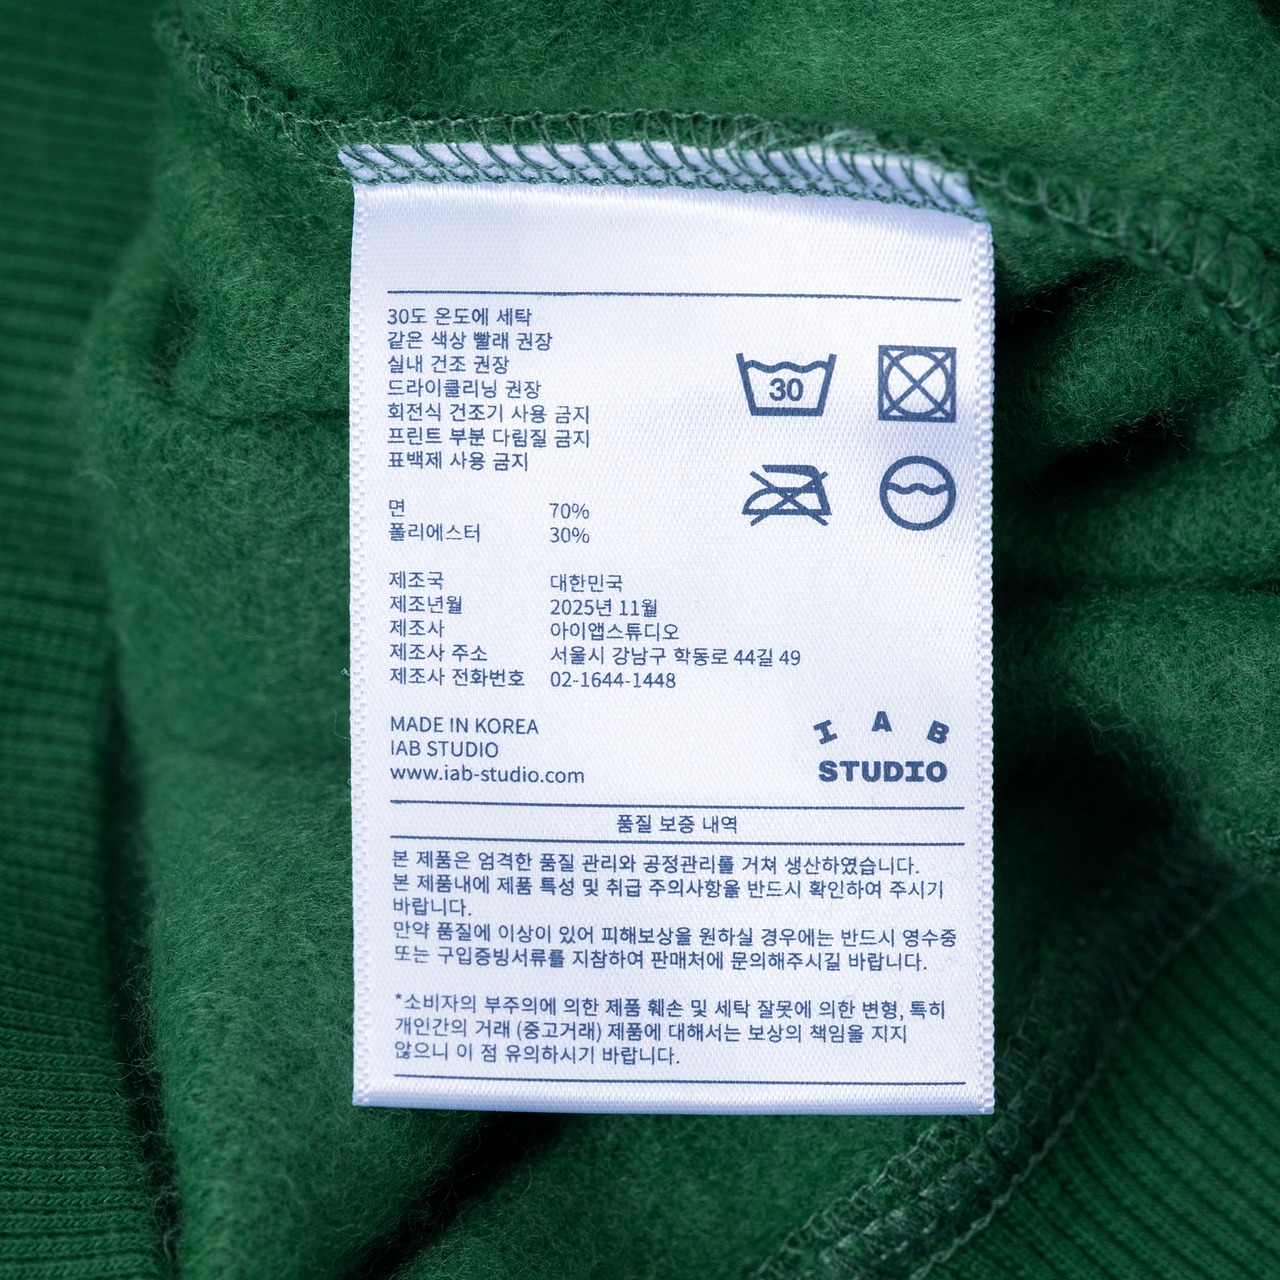 30도 온도에 세탁
같은 색상 빨래 권장
실내 건조 권장
드라이클리닝 권장
회전식 건조기 사용 금지
프린트 부분 다림질 금지
표백제 사용 금지
30
면 70%
폴리에스터 30%
제조국 대한민국
제조년월 2025년 11월
제조사 아이앱스튜디오
제조사 주소 서울시 강남구 학동로 44길 49
제조사 전화번호 02-1644-1448
MADE IN KOREA
IAB STUDIO
www.iab-studio.com
IAB
STUDIO
품질 보증 내역
본 제품은 엄격한 품질 관리와 공정관리를 거쳐 생산하였습니다.
본 제품내에 제품 특성 및 취급 주의사항을 반드시 확인하여 주시기
바랍니다.
만약 품질에 이상이 있어 피해보상을 원하실 경우에는 반드시 영수증
또는 구입증빙서류를 지참하여 판매처에 문의해주시길 바랍니다.
*소비자의 부주의에 의한 제품 훼손 및 세탁 잘못에 의한 변형, 특히
개인간의 거래 (중고거래) 제품에 대해서는 보상의 책임을 지지
않으니 이 점 유의하시기 바랍니다.